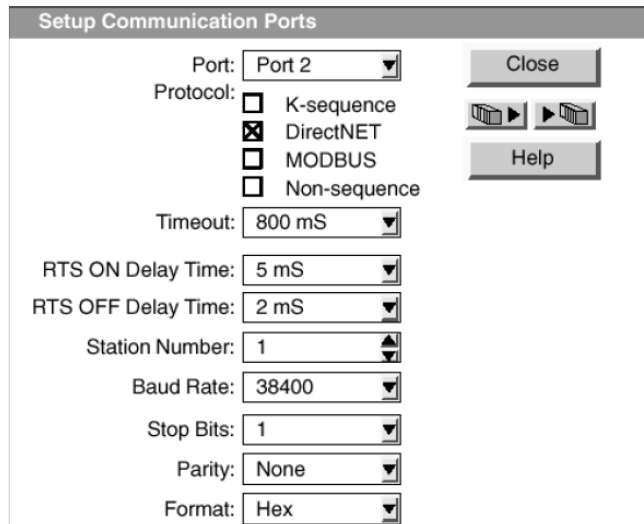 Setup Communication Ports
Port: Port 2
Close
Protocol:
K-sequence
DirectNET
MODBUS
Help
Non-sequence
Timeout: 800 mS
RTS ON Delay Time: 5 mS
RTS OFF Delay Time: 2 mS
Station Number: 1
Baud Rate: 38400
Stop Bits: 1
Parity: None
Format: Hex